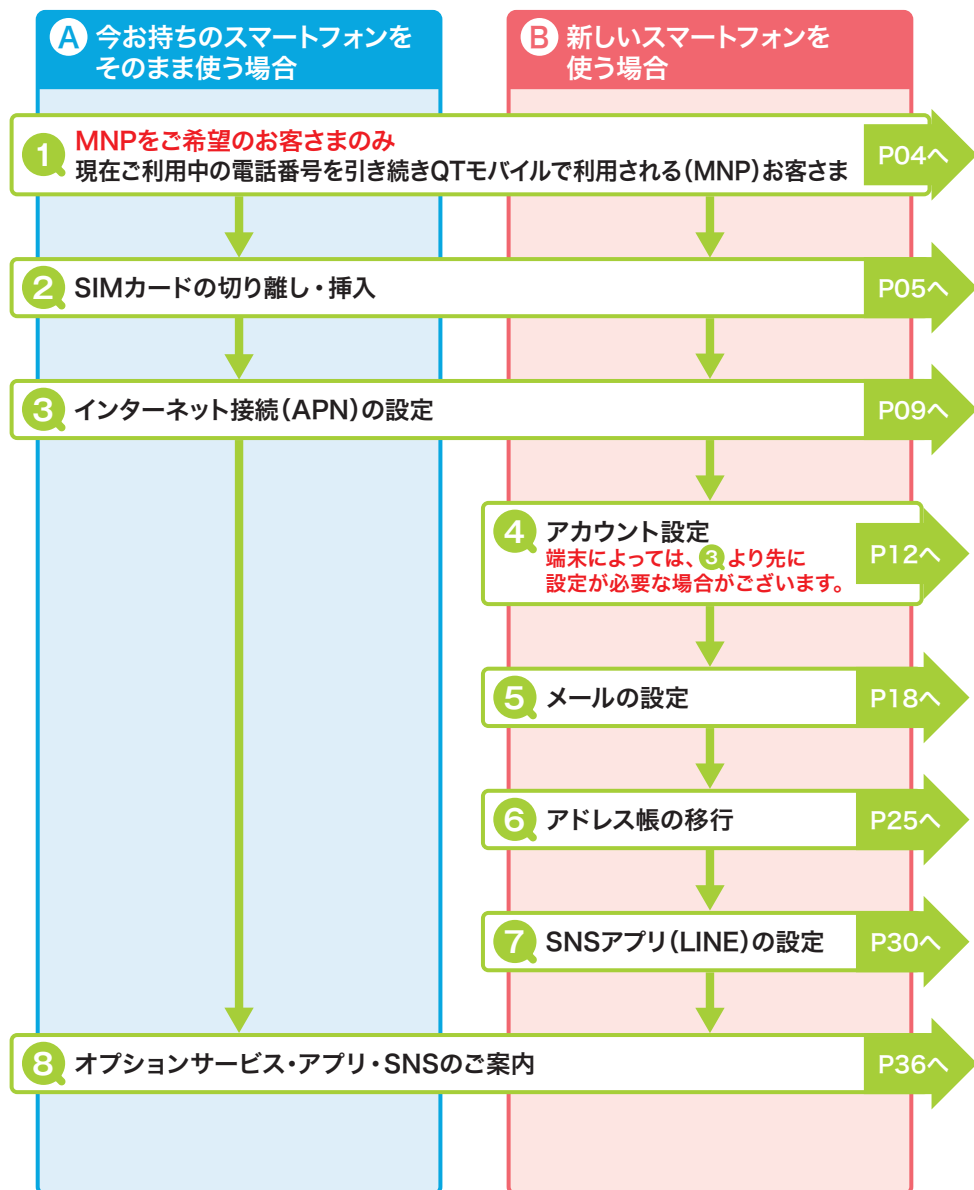 A 今お持ちのスマートフォンを
そのまま使う場合
B 新しいスマートフォンを
使う場合
1 MNPをご希望のお客さまのみ
現在ご利用中の電話番号を引き続きQTモバイルで利用される(MNP)お客さま
P04へ
2 SIMカードの切り離し・挿入
P05へ
3 インターネット接続(APN)の設定
P09へ
4 アカウント設定
端末によっては、3より先に
設定が必要な場合がございます。
P12へ
5 メールの設定
P18へ
6 アドレス帳の移行
P25へ
7 SNSアプリ(LINE)の設定
P30へ
8 オプションサービス・アプリ・SNSのご案内
P36へ